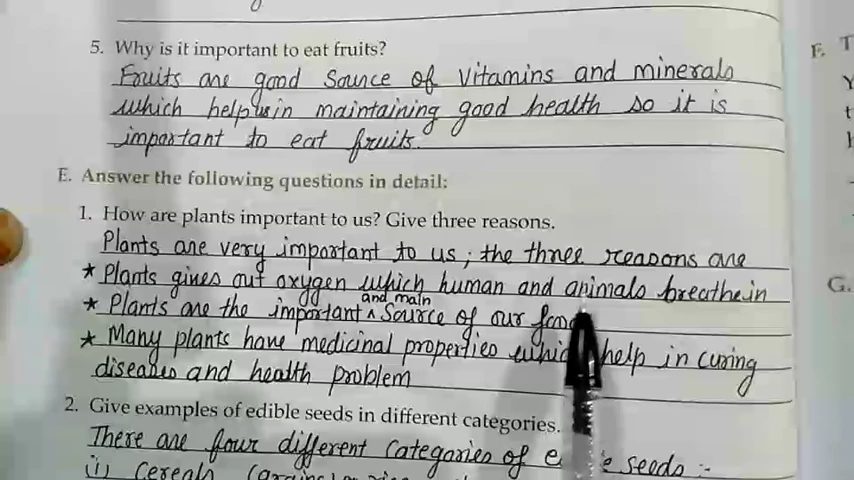 5. Why is it important to eat fruits?
Fruits are good Source of vitamins and minerals
which help us in maintaining good health so it is
important to eat fruits.
E. Answer the following questions in detail:
1. How are plants important to us? Give three reasons.
Plants are very important to us; the three reasons are
* Plants gives out oxygen which human and animals breathe in
and main
* Plants are the important ^ Source of our
* Many plants have medicinal properties which help in curing
diseases and health problem
2. Give examples of edible seeds in different categories.
There are four different categories of seeds :-
(i) Cereals
F. T
G.